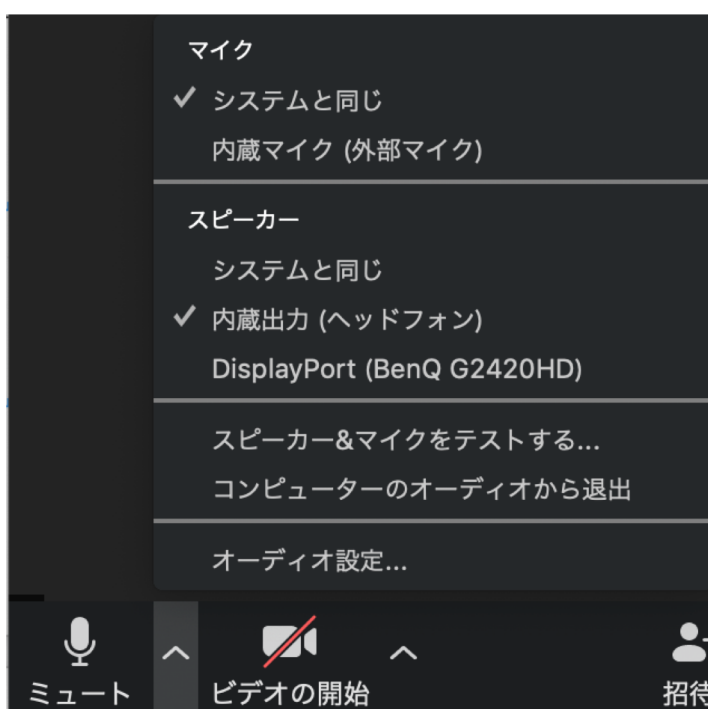 マイク
システムと同じ
内蔵マイク (外部マイク)
スピーカー
システムと同じ
内蔵出力 (ヘッドフォン)
DisplayPort (BenQ G2420HD)
スピーカー&マイクをテストする...
コンピューターのオーディオから退出
オーディオ設定...
ミュート
ビデオの開始
招待